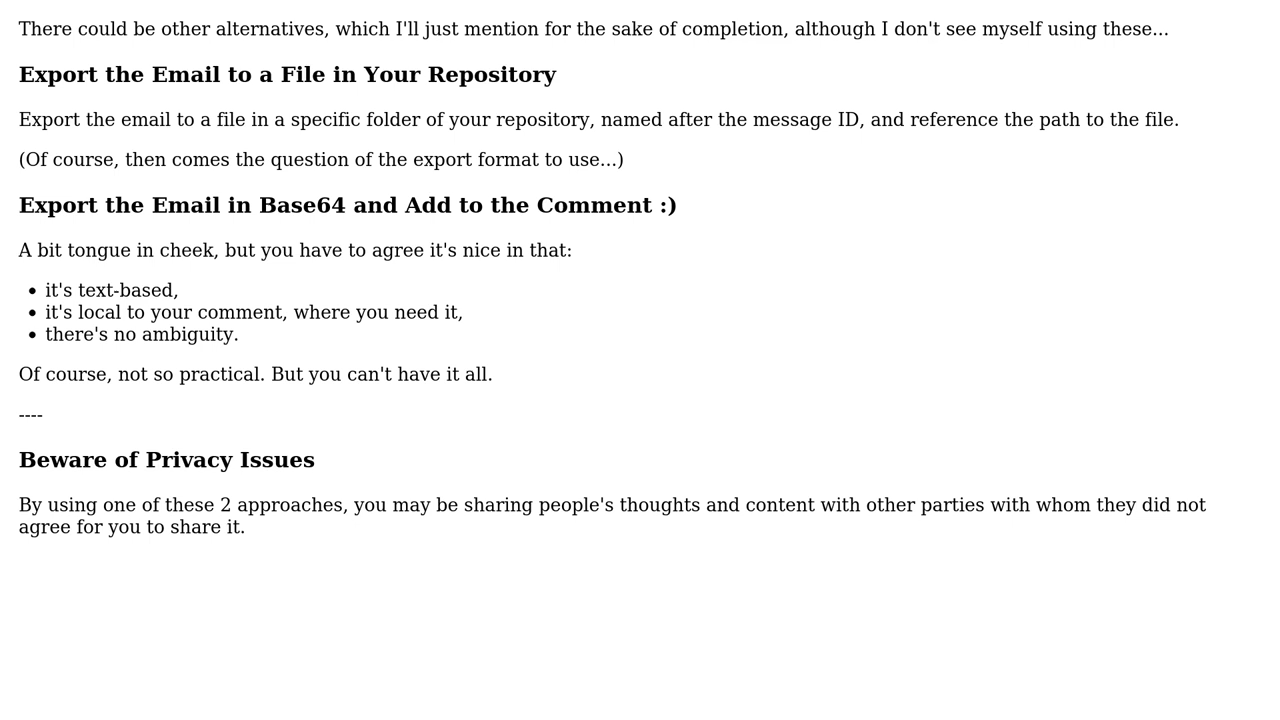 There could be other alternatives, which I'll just mention for the sake of completion, although I don't see myself using these...
Export the Email to a File in Your Repository
Export the email to a file in a specific folder of your repository, named after the message ID, and reference the path to the file.
(Of course, then comes the question of the export format to use...)
Export the Email in Base64 and Add to the Comment :)
A bit tongue in cheek, but you have to agree it's nice in that:
• it's text-based,
• it's local to your comment, where you need it,
• there's no ambiguity.
Of course, not so practical. But you can't have it all.
----
Beware of Privacy Issues
By using one of these 2 approaches, you may be sharing people's thoughts and content with other parties with whom they did not
agree for you to share it.